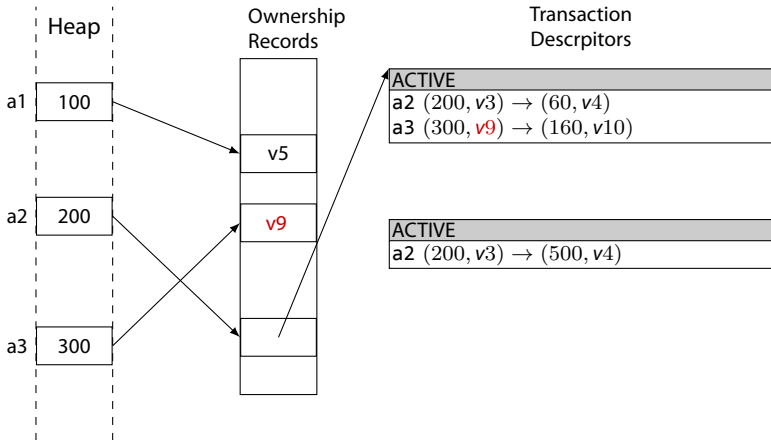 Heap
Ownership
Records
Transaction
Descrpitors
a1
100
v5
a2
200
v9
a3
300
ACTIVE
a2 (200, v3) → (60, v4)
a3 (300, v9) → (160, v10)
ACTIVE
a2 (200, v3) → (500, v4)